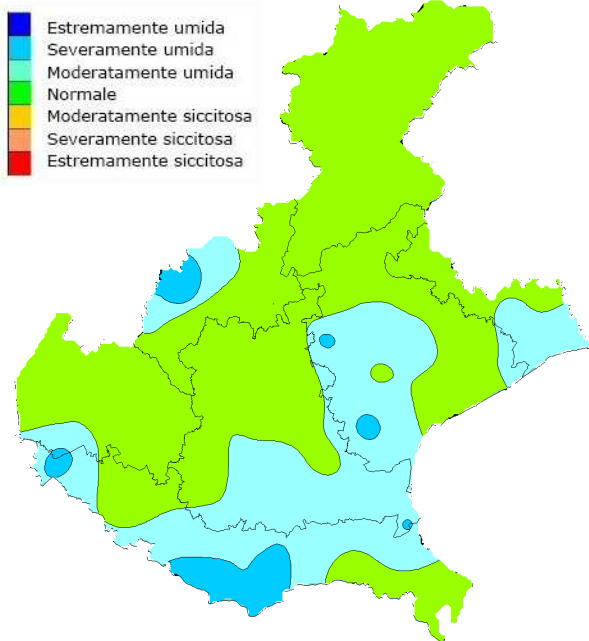 Estremamente umida
Severamente umida
Moderatamente umida
Normale
Moderatamente siccitosa
Severamente siccitosa
Estremamente siccitosa